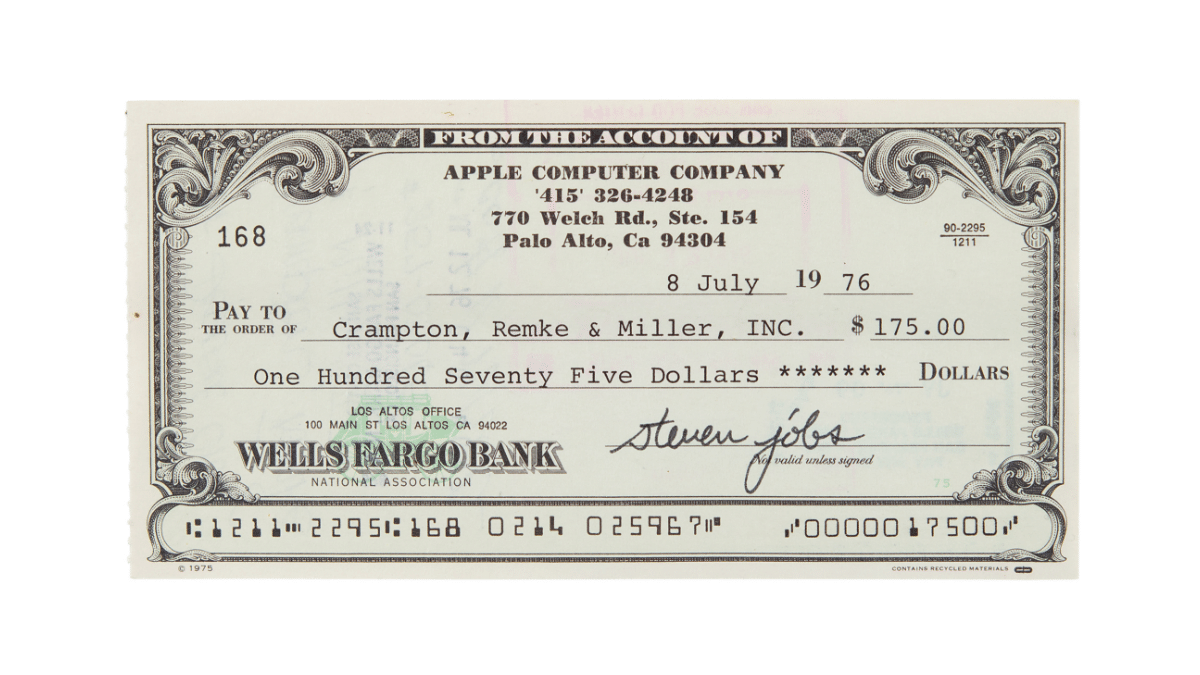 FROM THE ACCOUNT OF
APPLE COMPUTER COMPANY
'415' 326-4248
770 Welch Rd., Ste. 154
Palo Alto, Ca 94304
168
90-2295
1211
8 July 19 76
PAY TO
THE ORDER OF Crampton, Remke & Miller, INC. $ 175.00
One Hundred Seventy Five Dollars ******* DOLLARS
LOS ALTOS OFFICE
100 MAIN ST LOS ALTOS CA 94022
WELLS FARGO BANK
NATIONAL ASSOCIATION
steven jobs
Not valid unless signed
75
⑆1211⑉2295⑆168 0214 025967⑈ ⑇0000017500⑇
© 1975
CONTAINS RECYCLED MATERIALS